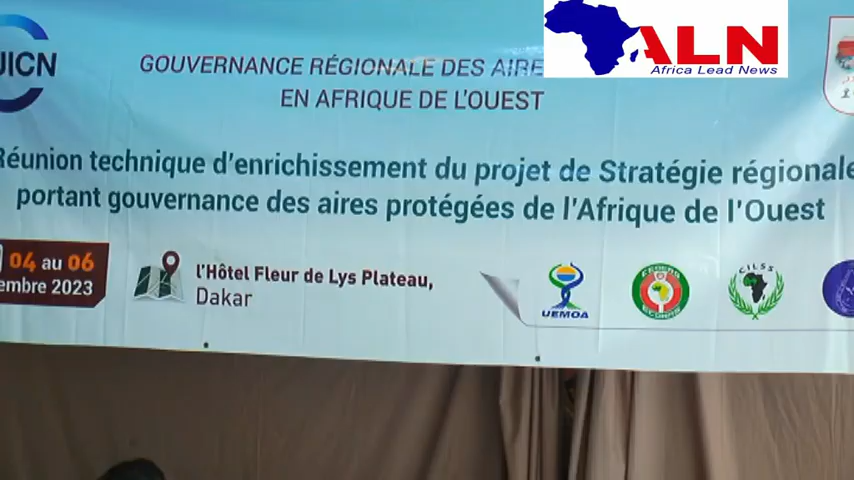 UICN
ALN
Africa Lead News
GOUVERNANCE RÉGIONALE DES AIRE
EN AFRIQUE DE L'OUEST
Réunion technique d'enrichissement du projet de Stratégie régionale
portant gouvernance des aires protégées de l'Afrique de l'Ouest
04 au 06
embre 2023
l'Hôtel Fleur de Lys Plateau,
Dakar
UEMOA
CEDEAO
ECOWAS
CILSS